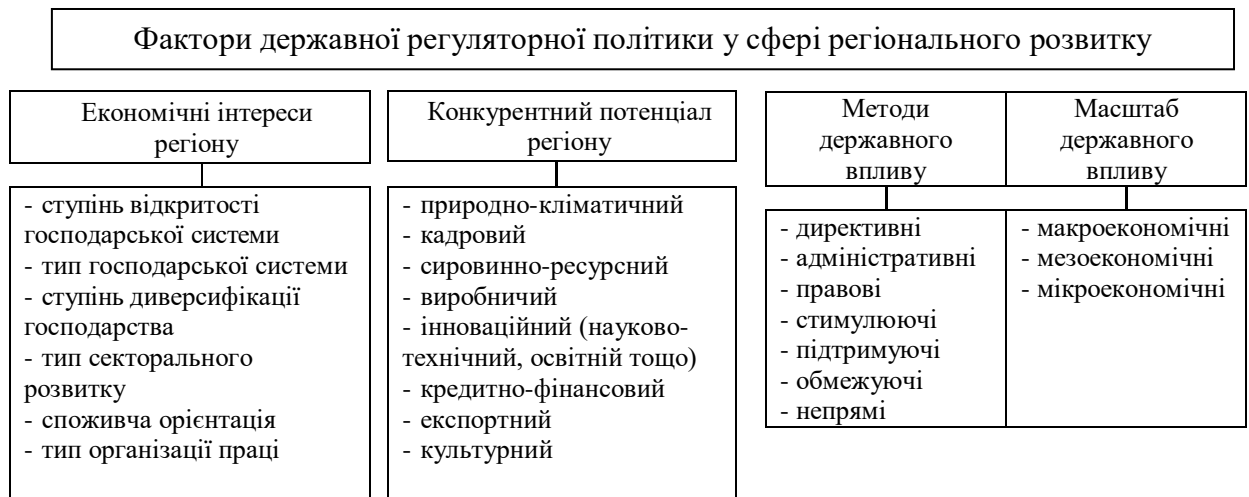 Фактори державної регуляторної політики у сфері регіонального розвитку
Економічні інтереси
регіону
- ступінь відкритості
господарської системи
- тип господарської системи
- ступінь диверсифікації
господарства
- тип секторального
розвитку
- споживча орієнтація
- тип організації праці
Конкурентний потенціал
регіону
- природно-кліматичний
- кадровий
- сировинно-ресурсний
- виробничий
- інноваційний (науково-
технічний, освітній тощо)
- кредитно-фінансовий
- експортний
- культурний
Методи
державного
впливу
- директивні
- адміністративні
- правові
- стимулюючі
- підтримуючі
- обмежуючі
- непрямі
Масштаб
державного
впливу
- макроекономічні
- мезоекономічні
- мікроекономічні